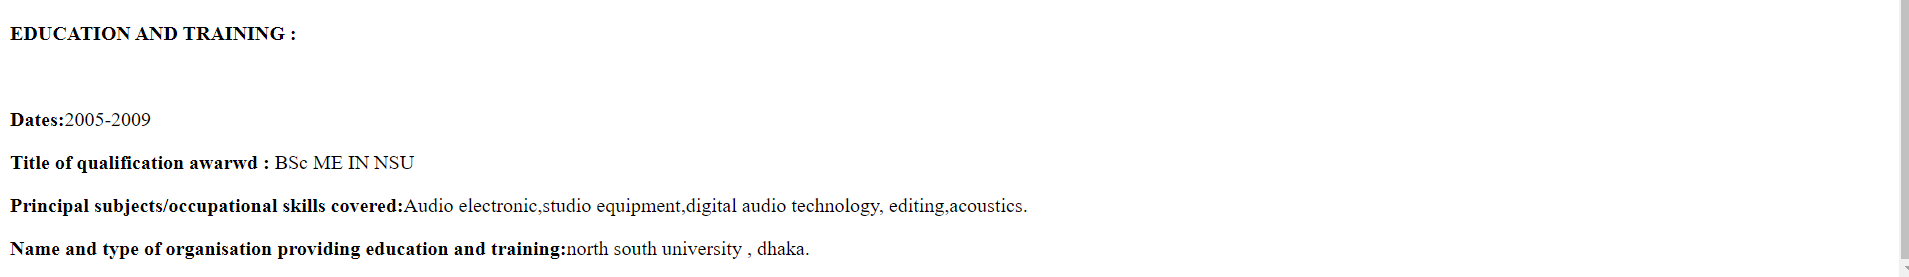 EDUCATION AND TRAINING :
Dates:2005-2009
Title of qualification awarwd : BSc ME IN NSU
Principal subjects/occupational skills covered:Audio electronic,studio equipment,digital audio technology, editing,acoustics.
Name and type of organisation providing education and training:north south university , dhaka.